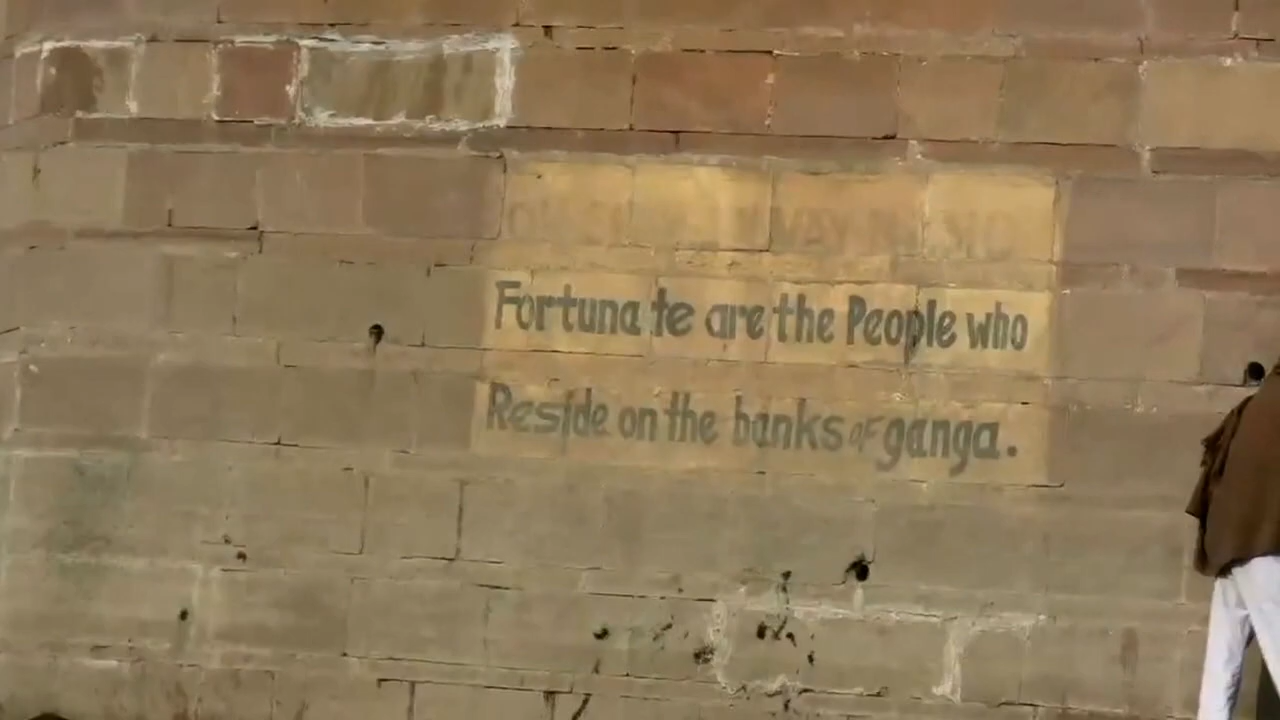 Fortunate are the People who
Reside on the banks of ganga.